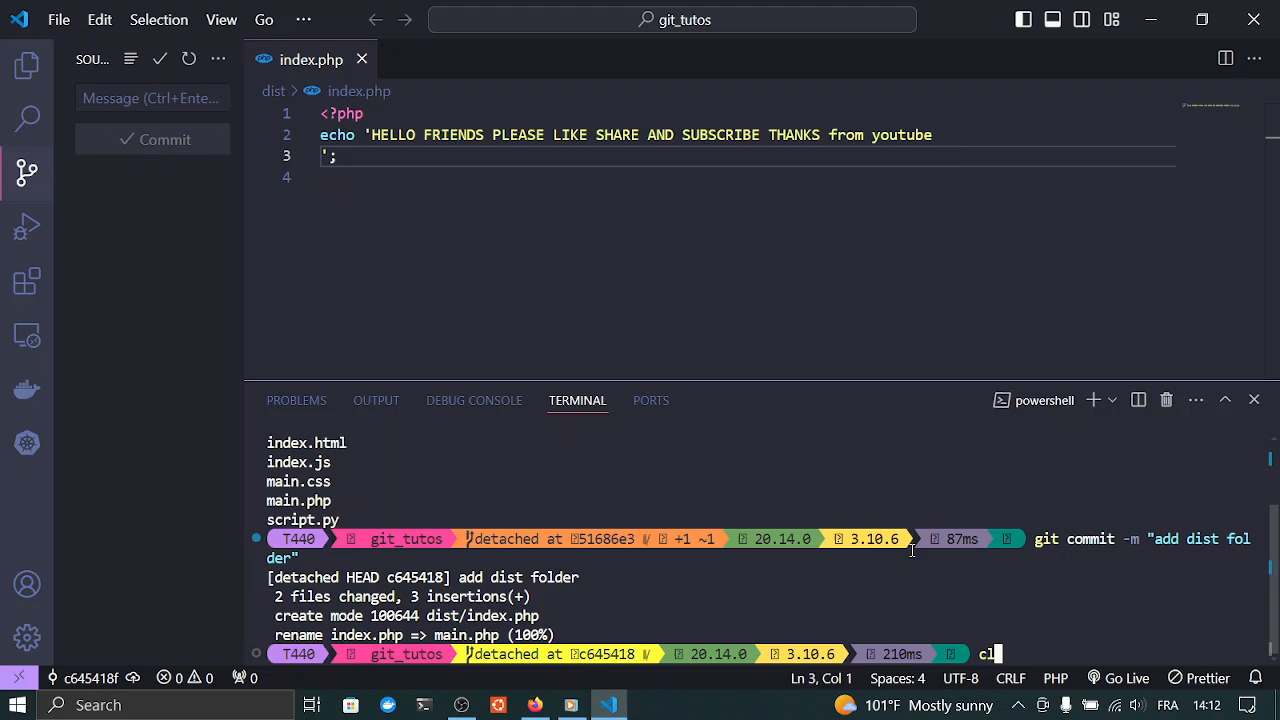 File Edit Selection View Go ··· git_tutos
SOU...
index.php
Message (Ctrl+Ente...
Commit
dist > index.php
1 <?php
2 echo 'HELLO FRIENDS PLEASE LIKE SHARE AND SUBSCRIBE THANKS from youtube
3 ';
4
PROBLEMS OUTPUT DEBUG CONSOLE TERMINAL PORTS powershell
index.html
index.js
main.css
main.php
script.py
T440 git_tutos detached at 51686e3 +1 ~1 20.14.0 3.10.6 87ms git commit -m "add dist fol
der"
[detached HEAD c645418] add dist folder
2 files changed, 3 insertions(+)
create mode 100644 dist/index.php
rename index.php => main.php (100%)
T440 git_tutos detached at c645418 20.14.0 3.10.6 210ms cl
c645418f 0 0 0 Ln 3, Col 1 Spaces: 4 UTF-8 CRLF PHP Go Live Prettier
Search 101°F Mostly sunny FRA 14:12